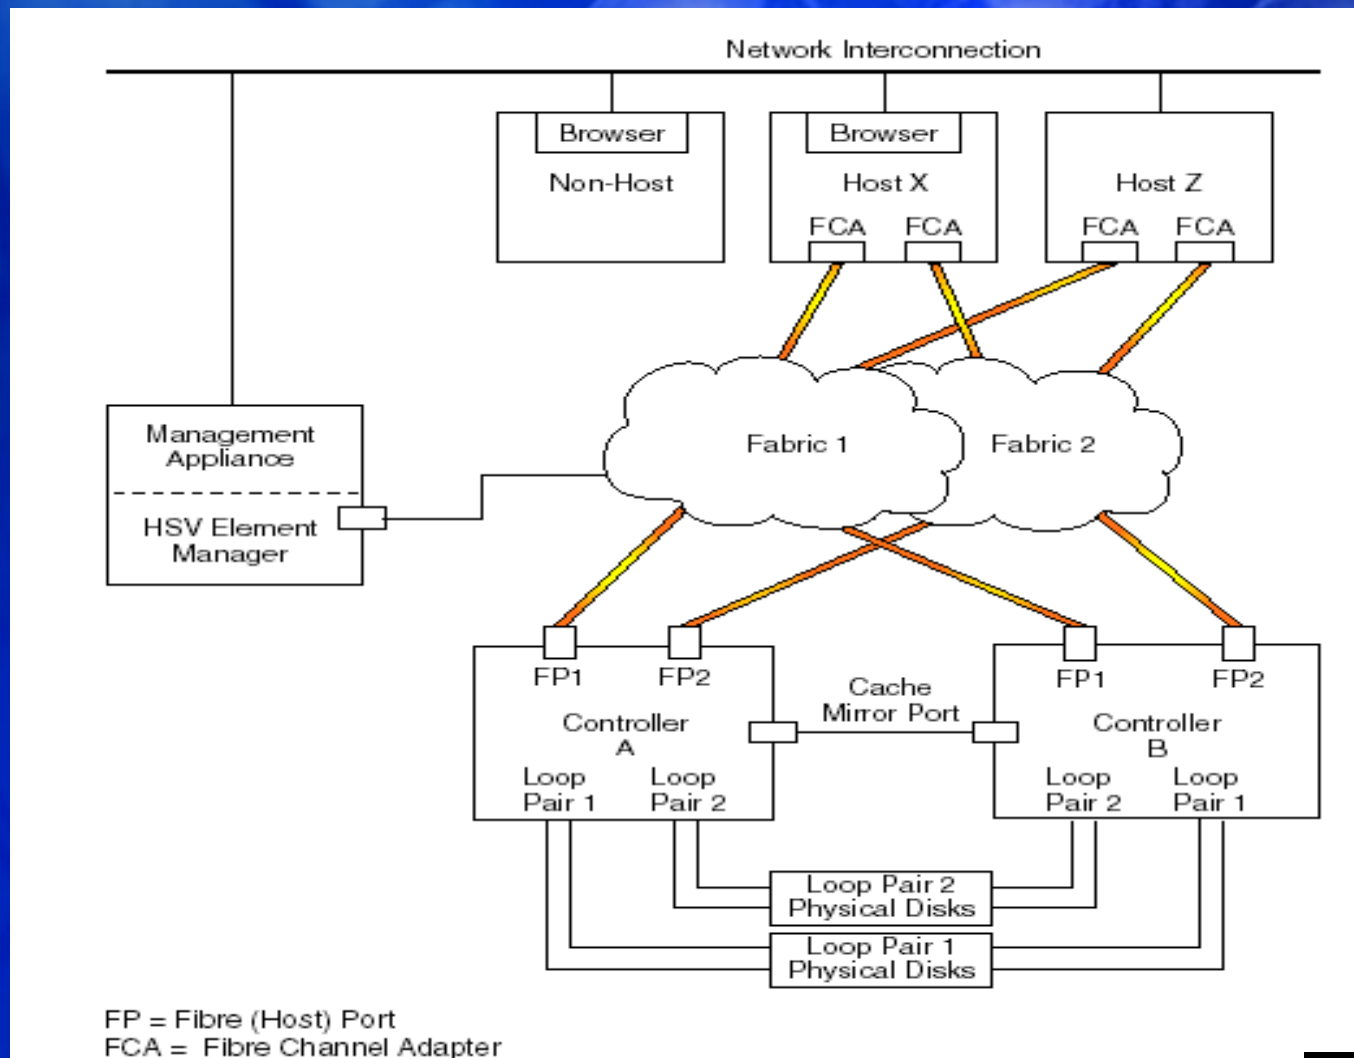 Network Interconnection
Browser
Non-Host
Browser
Host X
FCA FCA
Host Z
FCA FCA
Management
Appliance
HSV Element
Manager
Fabric 1
Fabric 2
FP1 FP2
Controller
A
Loop
Pair 1
Loop
Pair 2
Cache
Mirror Port
FP1 FP2
Controller
B
Loop
Pair 2
Loop
Pair 1
Loop Pair 2
Physical Disks
Loop Pair 1
Physical Disks
FP = Fibre (Host) Port
FCA = Fibre Channel Adapter